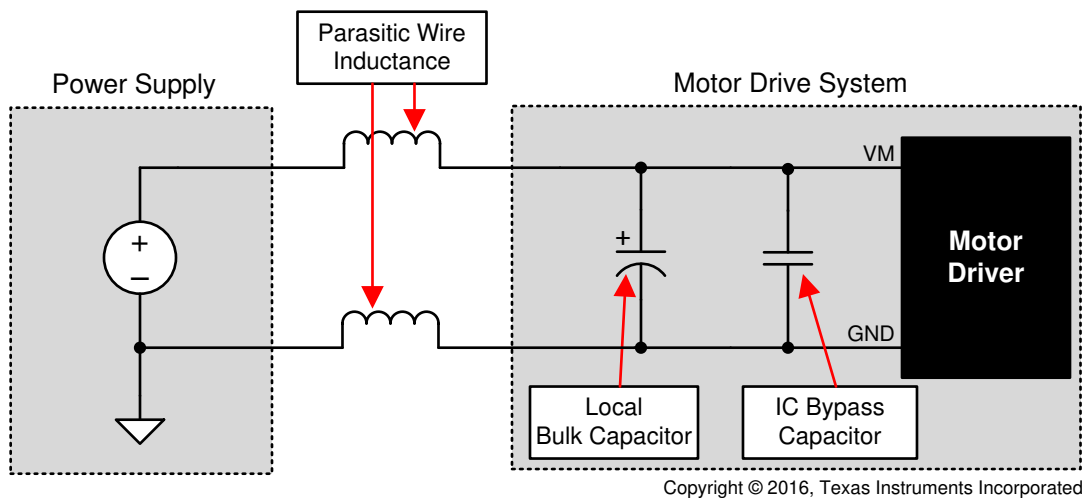 Parasitic Wire
Inductance
Power Supply
Motor Drive System
VM
+
–
+
Motor
Driver
GND
Local
Bulk Capacitor
IC Bypass
Capacitor
Copyright © 2016, Texas Instruments Incorporated